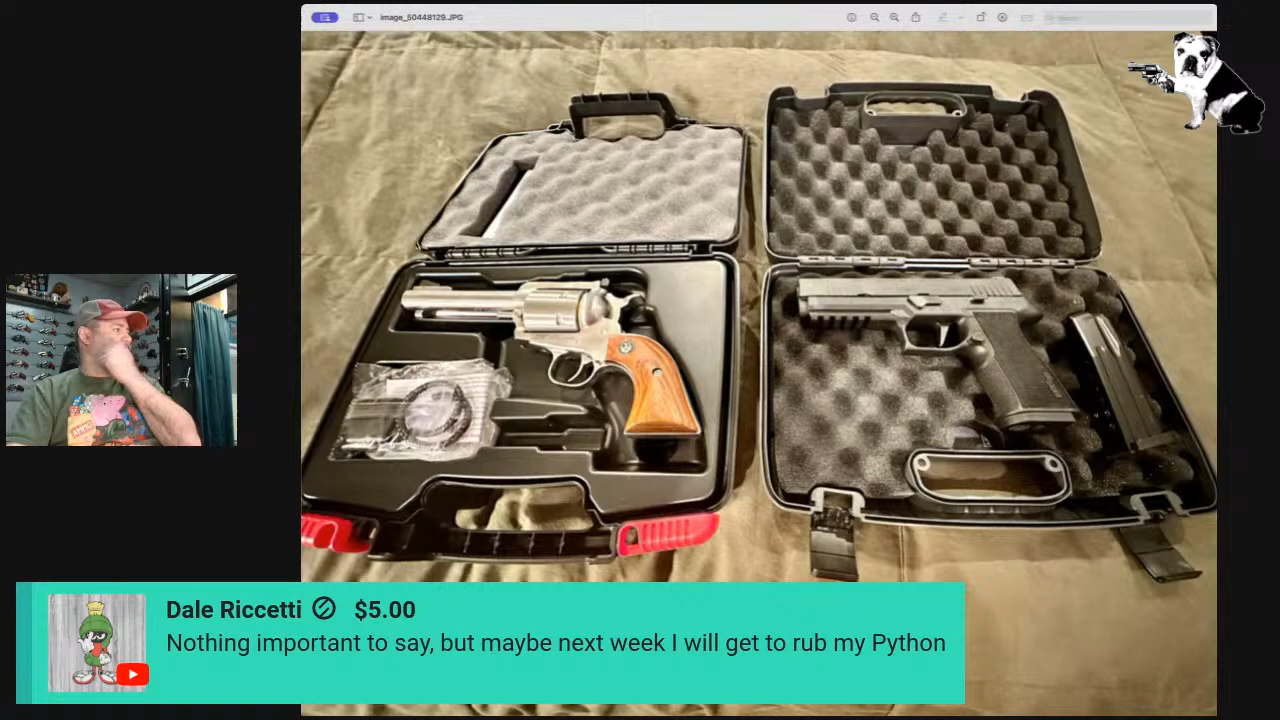 image_50448129.JPG
Dale Riccetti $5.00
Nothing important to say, but maybe next week I will get to rub my Python
AMMO